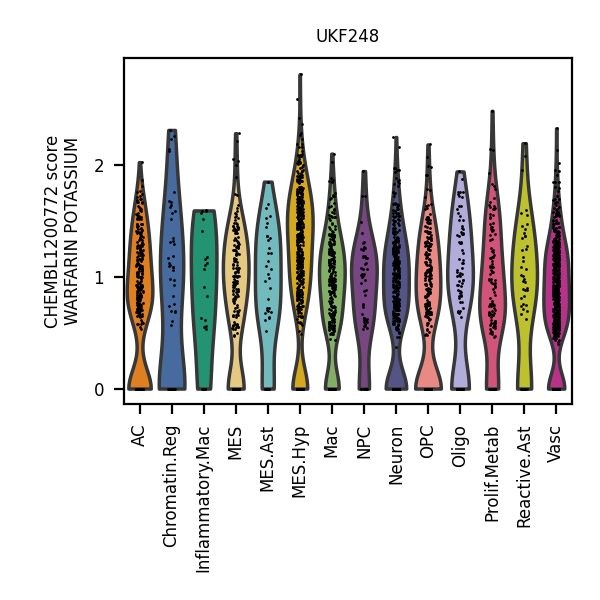 UKF248
CHEMBL1200772 score
WARFARIN POTASSIUM
2
1
0
AC
Chromatin.Reg
Inflammatory.Mac
MES
MES.Ast
MES.Hyp
Mac
NPC
Neuron
OPC
Oligo
Prolif.Metab
Reactive.Ast
Vasc